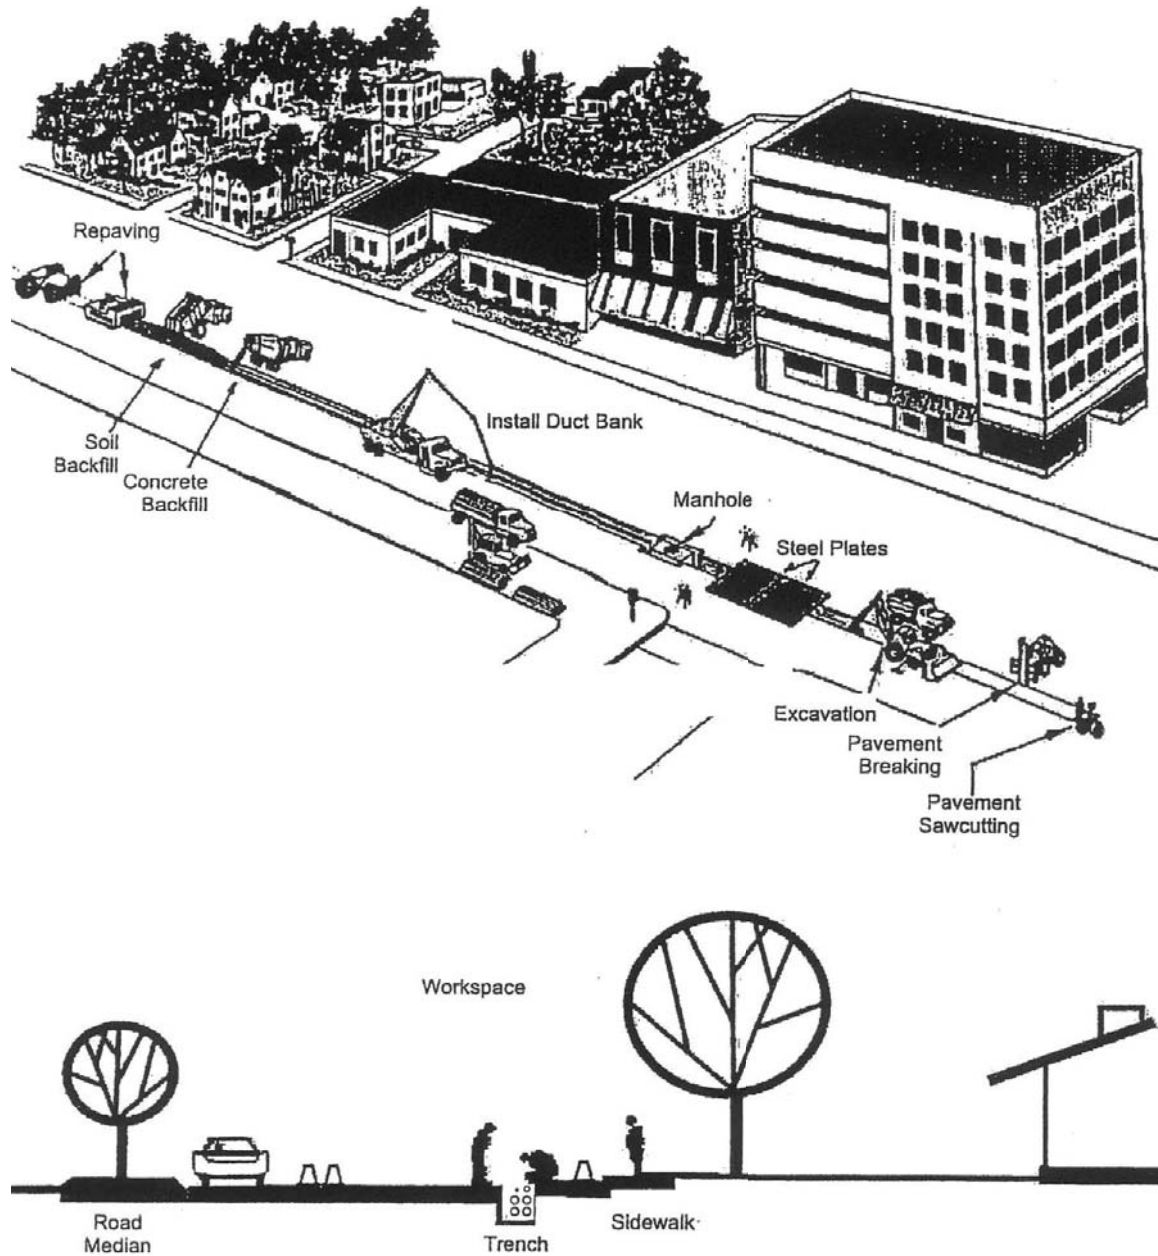 Repaving
Install Duct Bank
Soil
Backfill
Concrete
Backfill
Manhole
Steel Plates
Excavation
Pavement
Breaking
Pavement
Sawcutting
Workspace
Road
Median
Trench
Sidewalk